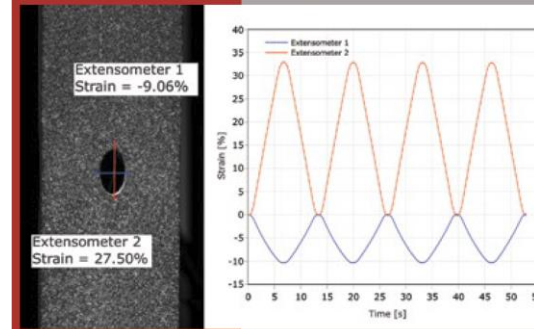 Extensometer 1
Strain = -9.06%
Extensometer 2
Strain = 27.50%
40
35
30
25
20
15
10
5
0
-5
-10
-15
Strain [%]
Extensometer 1
Extensometer 2
0 5 10 15 20 25 30 35 40 45 50
Time [s]